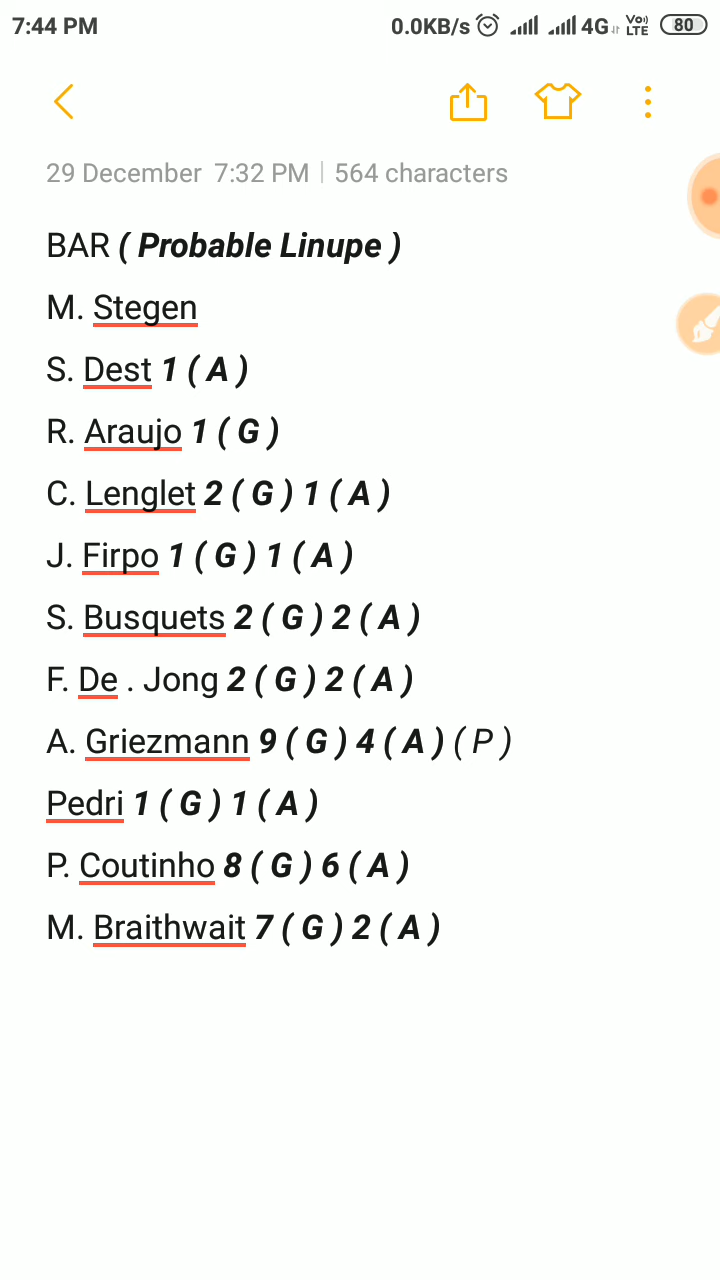 7:44 PM 0.0KB/s 4G Vo)) LTE 80
29 December 7:32 PM | 564 characters
BAR ( Probable Linupe )
M. Stegen
S. Dest 1 ( A )
R. Araujo 1 ( G )
C. Lenglet 2 ( G ) 1 ( A )
J. Firpo 1 ( G ) 1 ( A )
S. Busquets 2 ( G ) 2 ( A )
F. De . Jong 2 ( G ) 2 ( A )
A. Griezmann 9 ( G ) 4 ( A ) ( P )
Pedri 1 ( G ) 1 ( A )
P. Coutinho 8 ( G ) 6 ( A )
M. Braithwait 7 ( G ) 2 ( A )